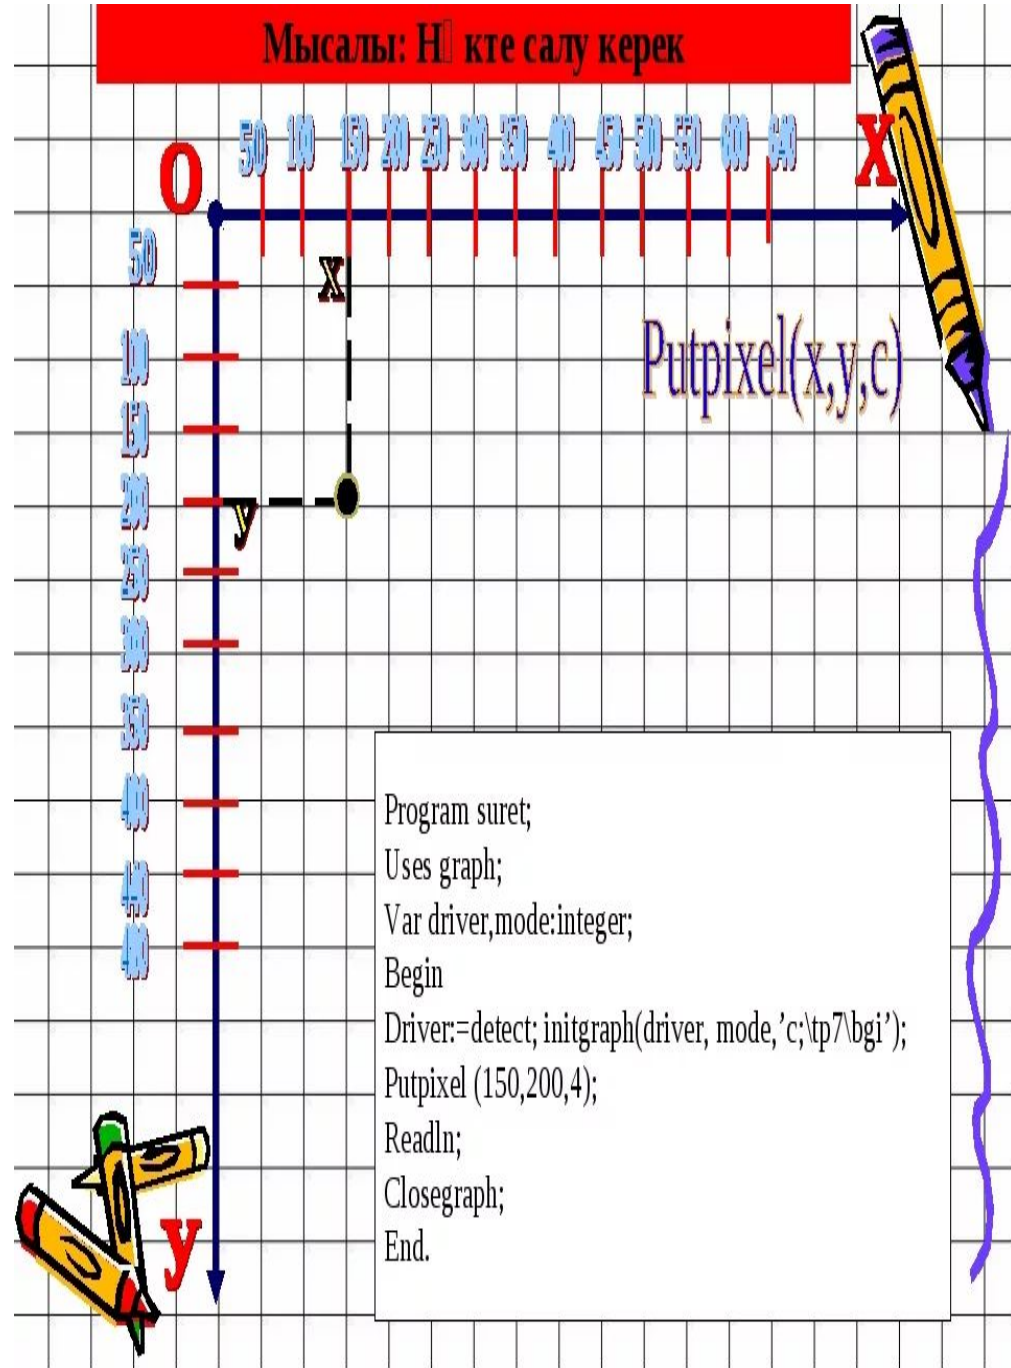 Мысалы: Н кте салу керек
O 50 100 150 200 250 300 350 400 450 500 550 600 640 X
50
x
Putpixel(x,y,c)
100
150
200
y
250
300
350
400
440
480
Program suret;
Uses graph;
Var driver,mode:integer;
Begin
Driver:=detect; initgraph(driver, mode,’c;\tp7\bgi’);
Putpixel (150,200,4);
Readln;
Closegraph;
End.
y